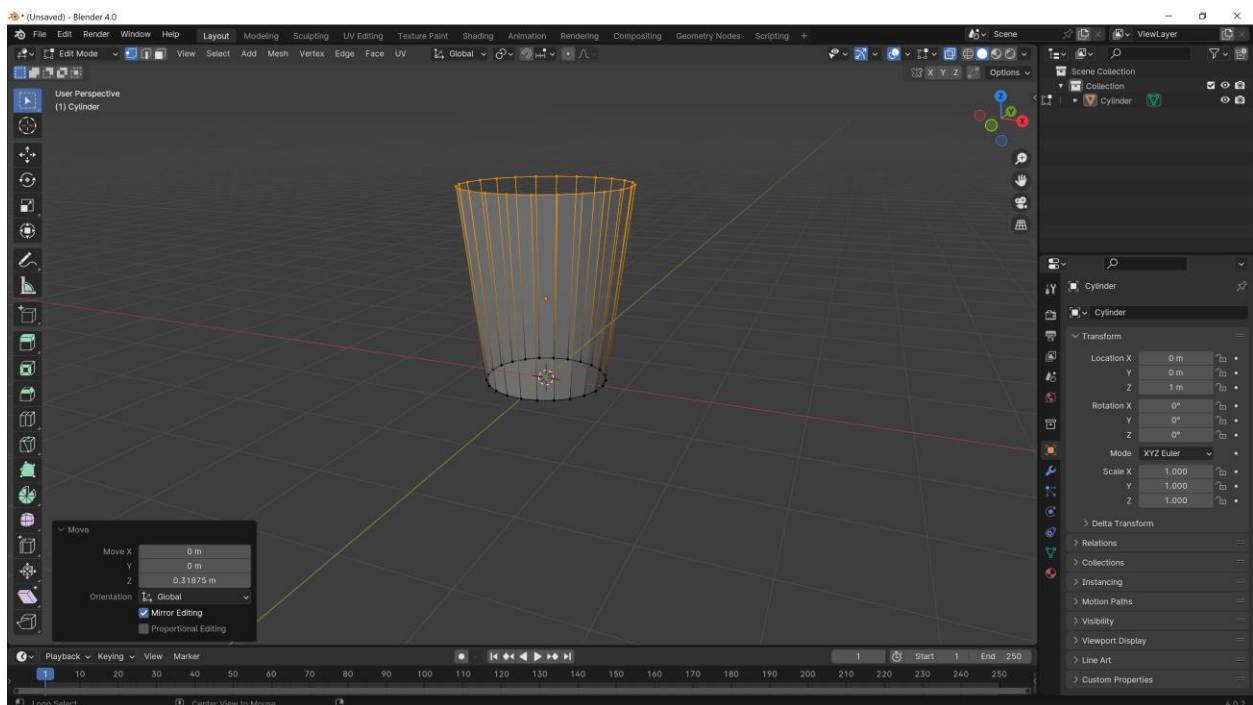 * (Unsaved) - Blender 4.0
File Edit Render Window Help Layout Modeling Sculpting UV Editing Texture Paint Shading Animation Rendering Compositing Geometry Nodes Scripting + Scene ViewLayer
Edit Mode View Select Add Mesh Vertex Edge Face UV Global
X Y Z Options
Scene Collection
Collection
Cylinder
User Perspective
(1) Cylinder
Z
Y
X
Cylinder
Cylinder
Transform
Location X 0 m
Y 0 m
Z 1 m
Rotation X 0°
Y 0°
Z 0°
Mode XYZ Euler
Scale X 1.000
Y 1.000
Z 1.000
Delta Transform
Relations
Collections
Instancing
Motion Paths
Visibility
Viewport Display
Line Art
Custom Properties
Move
Move X 0 m
Y 0 m
Z 0.31875 m
Orientation Global
Mirror Editing
Proportional Editing
Playback Keying View Marker 1 Start 1 End 250
1 10 20 30 40 50 60 70 80 90 100 110 120 130 140 150 160 170 180 190 200 210 220 230 240 250
Center View to Mouse